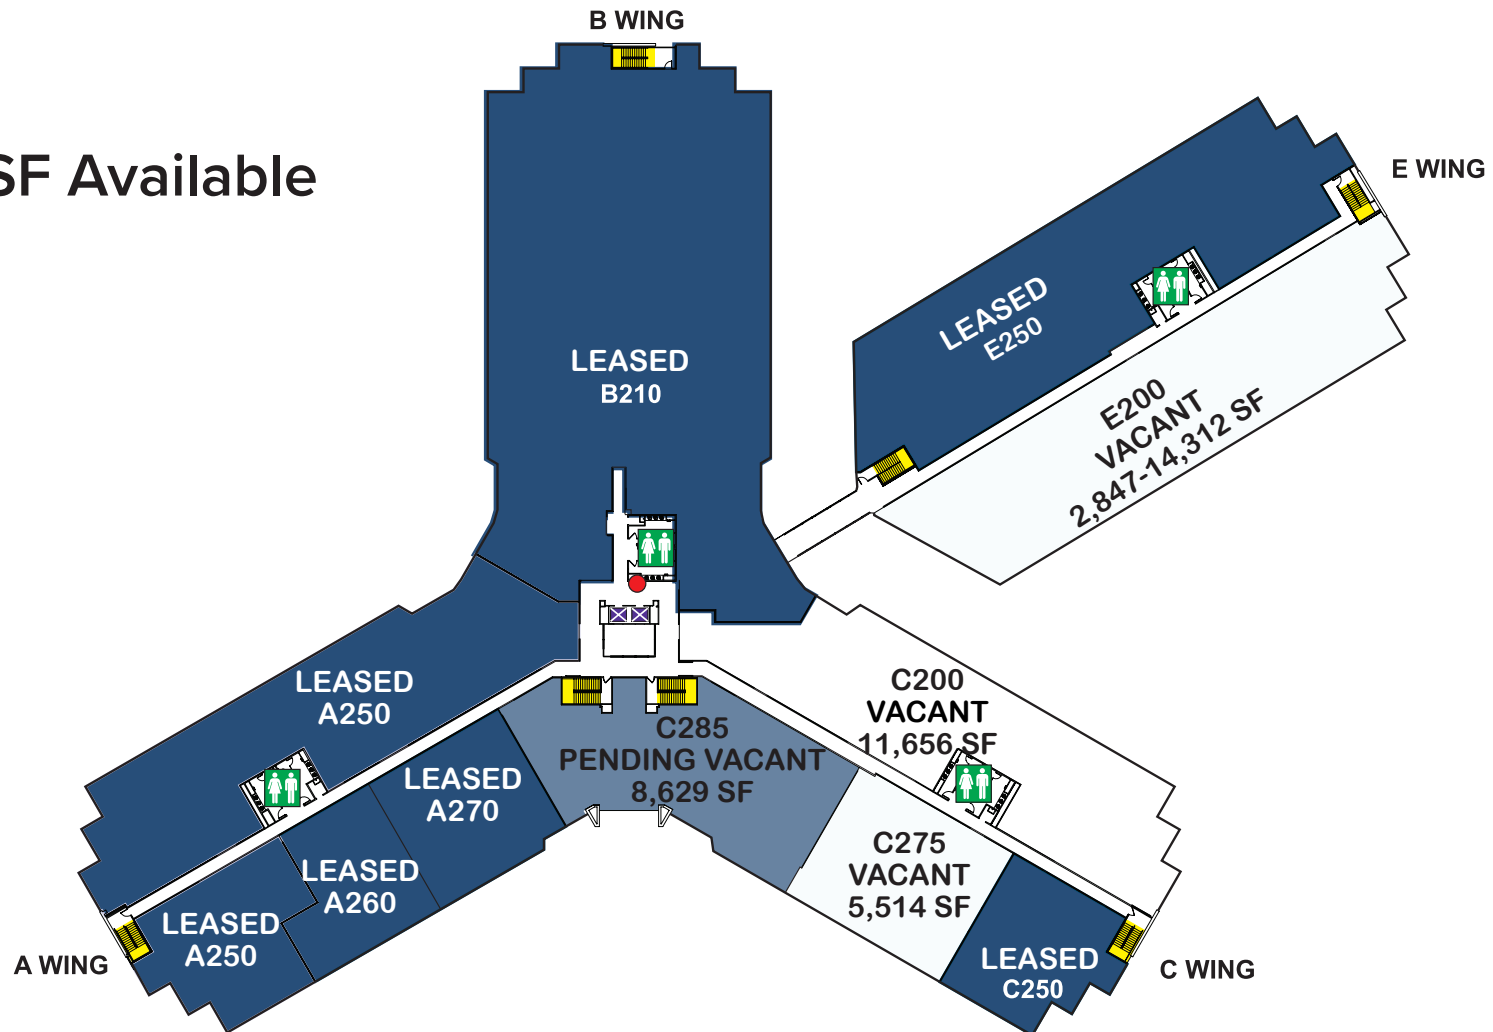 B WING
SF Available
E WING
LEASED
E250
LEASED
B210
E200
VACANT
2,847-14,312 SF
LEASED
A250
C200
VACANT
11,656 SF
C285
PENDING VACANT
8,629 SF
LEASED
A270
LEASED
A260
C275
VACANT
5,514 SF
LEASED
A250
A WING
LEASED
C250
C WING